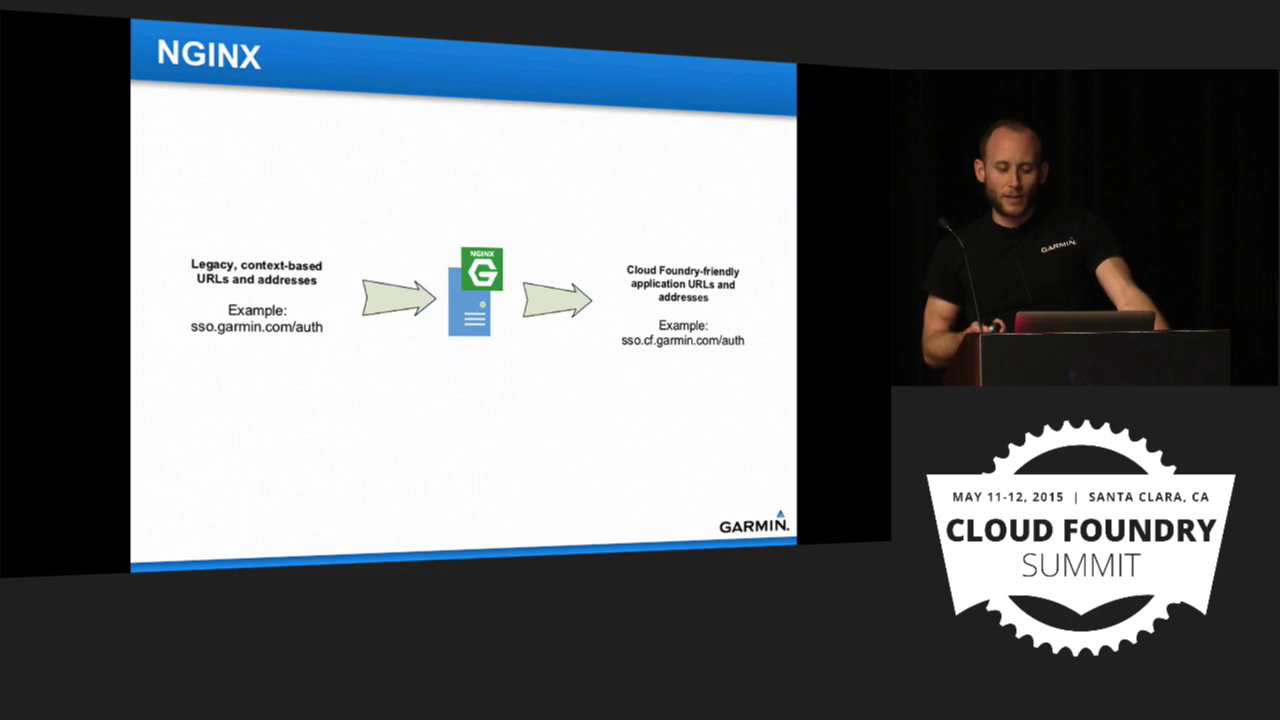 NGINX
Legacy, context-based
URLs and addresses
Example:
sso.garmin.com/auth
NGINX
Cloud Foundry-friendly
application URLs and
addresses
Example:
sso.cf.garmin.com/auth
GARMIN.
GARMIN.
MAY 11-12, 2015 | SANTA CLARA, CA
CLOUD FOUNDRY
SUMMIT